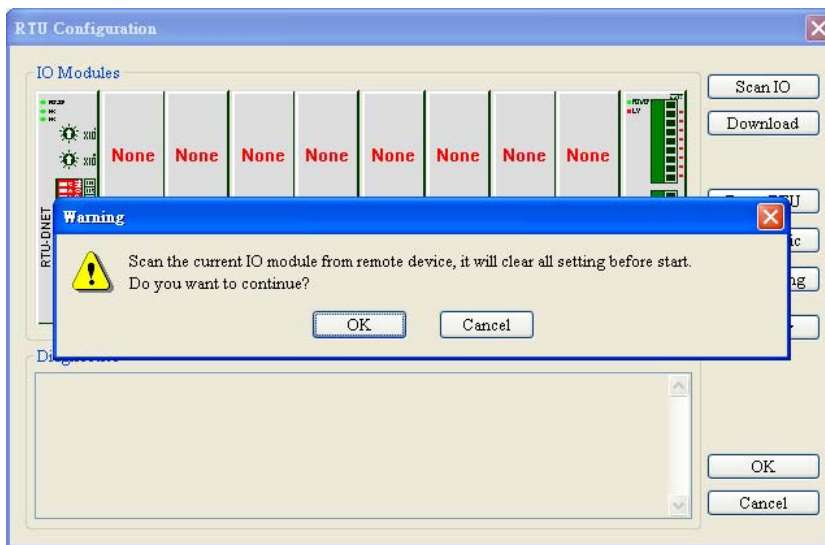 RTU Configuration
IO Modules
Scan IO
Download
None None None None None None None None
RTU-DNET
Warning
Scan the current IO module from remote device, it will clear all setting before start.
Do you want to continue?
OK Cancel
OK
Cancel